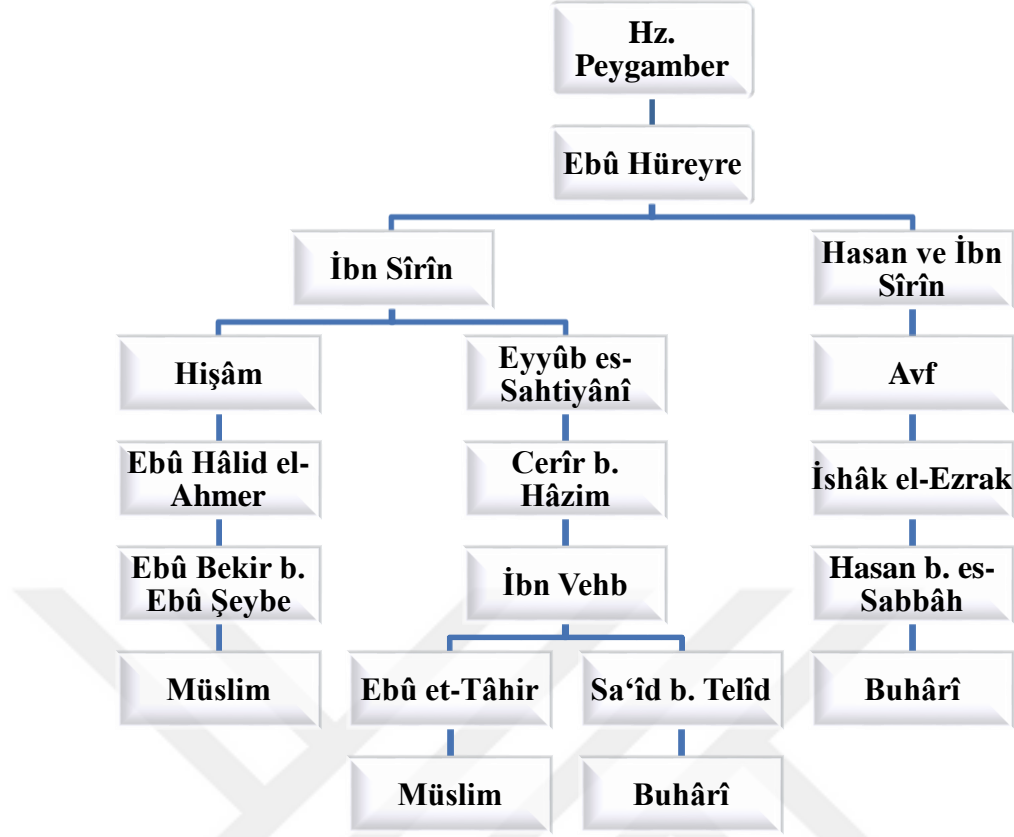 Hz.
Peygamber
Ebû Hüreyre
İbn Sîrîn
Hasan ve İbn
Sîrîn
Hişâm
Eyyûb es-
Sahtiyânî
Avf
Ebû Hâlid el-
Ahmer
Cerîr b.
Hâzim
İshâk el-Ezrak
Ebû Bekir b.
Ebû Şeybe
İbn Vehb
Hasan b. es-
Sabbâh
Müslim
Ebû et-Tâhir
Sa‘îd b. Telîd
Buhârî
Müslim
Buhârî